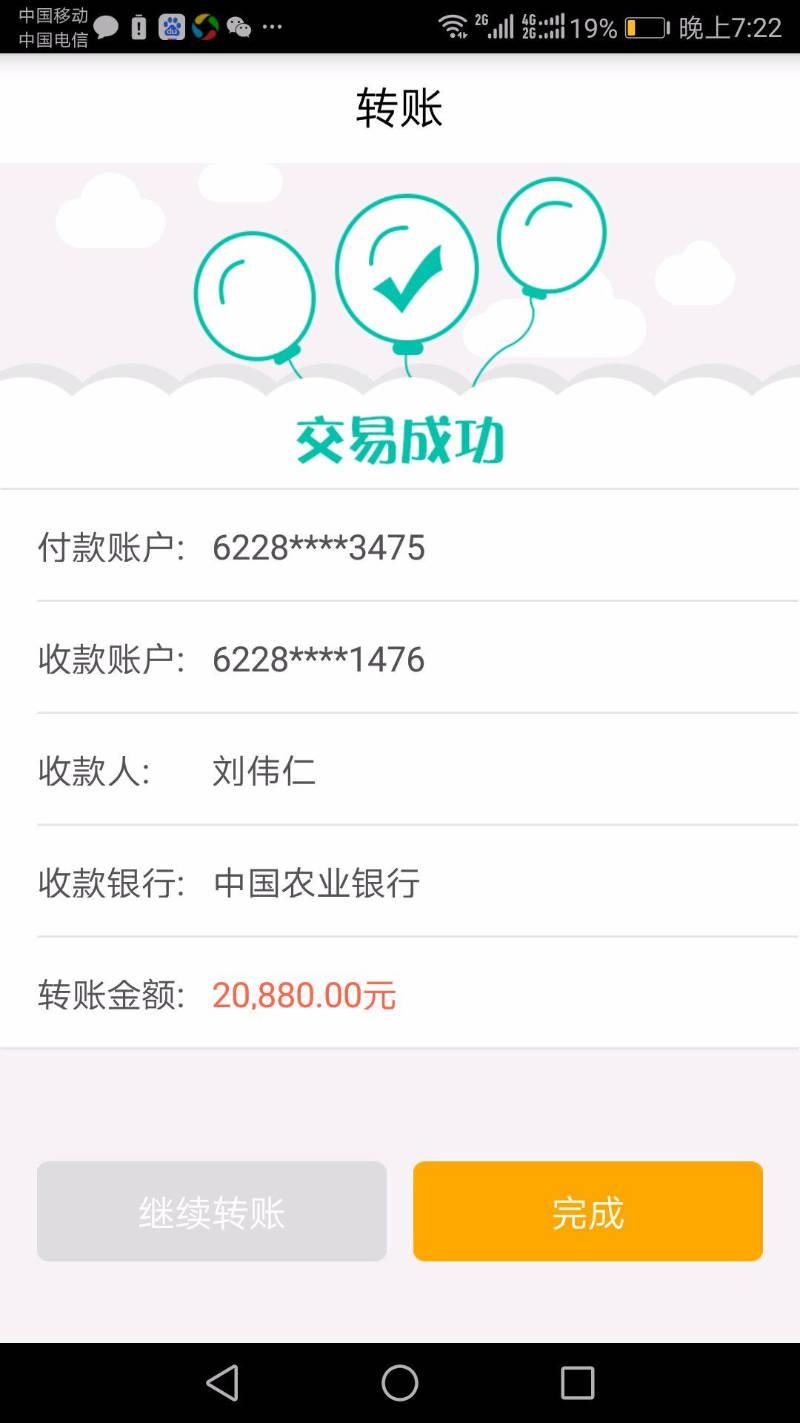 中国移动
中国电信
2G 4G 2G 19% 晚上7:22
转账
交易成功
付款账户: 6228****3475
收款账户: 6228****1476
收款人: 刘伟仁
收款银行: 中国农业银行
转账金额: 20,880.00元
继续转账 完成